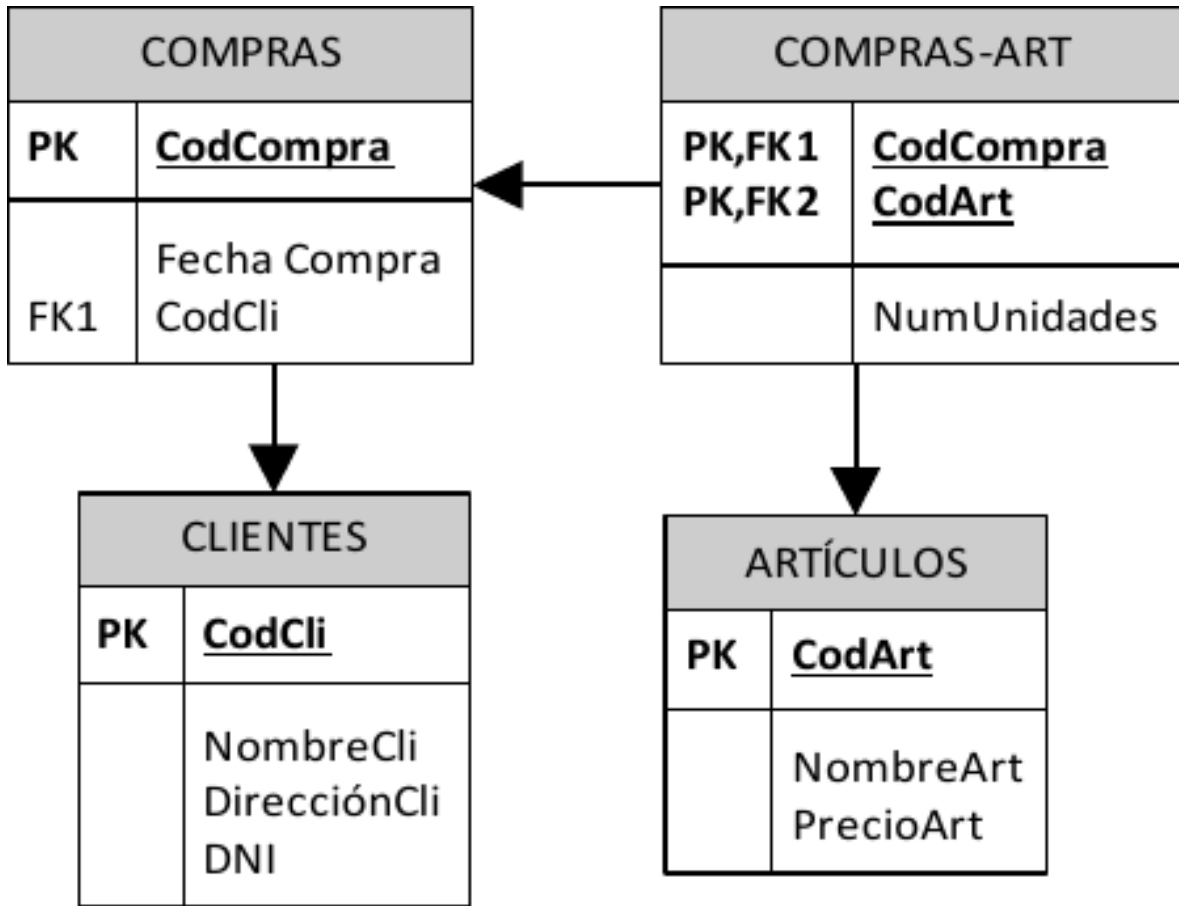 COMPRAS
PK CodCompra
Fecha Compra
FK1 CodCli
COMPRAS-ART
PK,FK1 CodCompra
PK,FK2 CodArt
NumUnidades
CLIENTES
PK CodCli
NombreCli
DirecciónCli
DNI
ARTÍCULOS
PK CodArt
NombreArt
PrecioArt